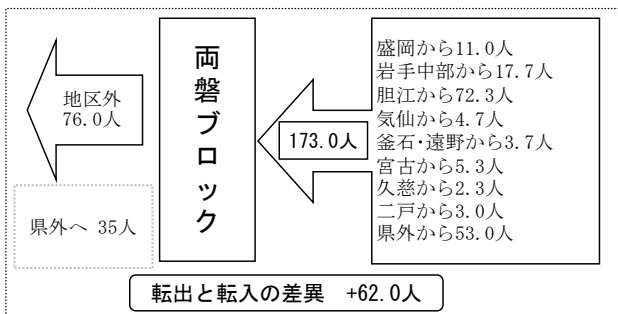 地区外
76.0人
県外へ 35人
両磐ブロック
173.0人
盛岡から11.0人
岩手中部から17.7人
胆江から72.3人
気仙から4.7人
釜石・遠野から3.7人
宮古から5.3人
久慈から2.3人
二戸から3.0人
県外から53.0人
転出と転入の差異 +62.0人